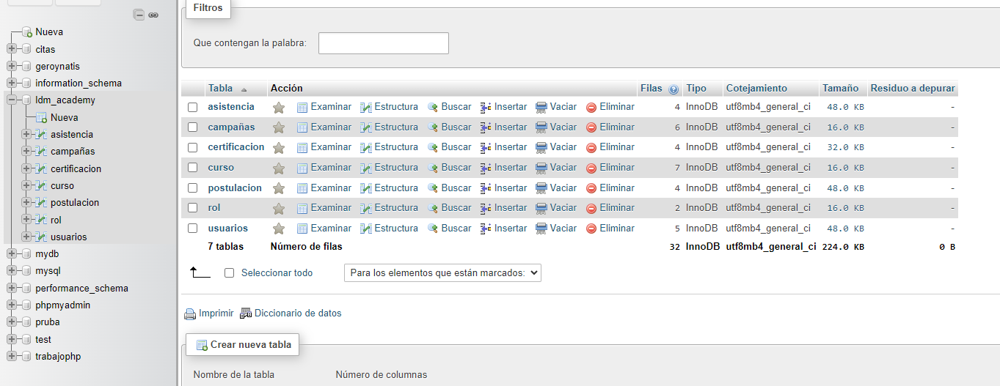 Nueva
citas
geroynatis
information_schema
ldm_academy
Nueva
asistencia
campañas
certificacion
curso
postulacion
rol
usuarios
mydb
mysql
performance_schema
phpmyadmin
pruba
test
trabajophp
Filtros
Que contengan la palabra:
Tabla Acción Filas Tipo Cotejamiento Tamaño Residuo a depurar
asistencia Examinar Estructura Buscar Insertar Vaciar Eliminar 4 InnoDB utf8mb4_general_ci 48.0 KB -
campañas Examinar Estructura Buscar Insertar Vaciar Eliminar 6 InnoDB utf8mb4_general_ci 16.0 KB -
certificacion Examinar Estructura Buscar Insertar Vaciar Eliminar 4 InnoDB utf8mb4_general_ci 32.0 KB -
curso Examinar Estructura Buscar Insertar Vaciar Eliminar 7 InnoDB utf8mb4_general_ci 16.0 KB -
postulacion Examinar Estructura Buscar Insertar Vaciar Eliminar 4 InnoDB utf8mb4_general_ci 48.0 KB -
rol Examinar Estructura Buscar Insertar Vaciar Eliminar 2 InnoDB utf8mb4_general_ci 16.0 KB -
usuarios Examinar Estructura Buscar Insertar Vaciar Eliminar 5 InnoDB utf8mb4_general_ci 48.0 KB -
7 tablas Número de filas 32 InnoDB utf8mb4_general_ci 224.0 KB 0 B
Seleccionar todo Para los elementos que están marcados:
Imprimir Diccionario de datos
Crear nueva tabla
Nombre de la tabla Número de columnas